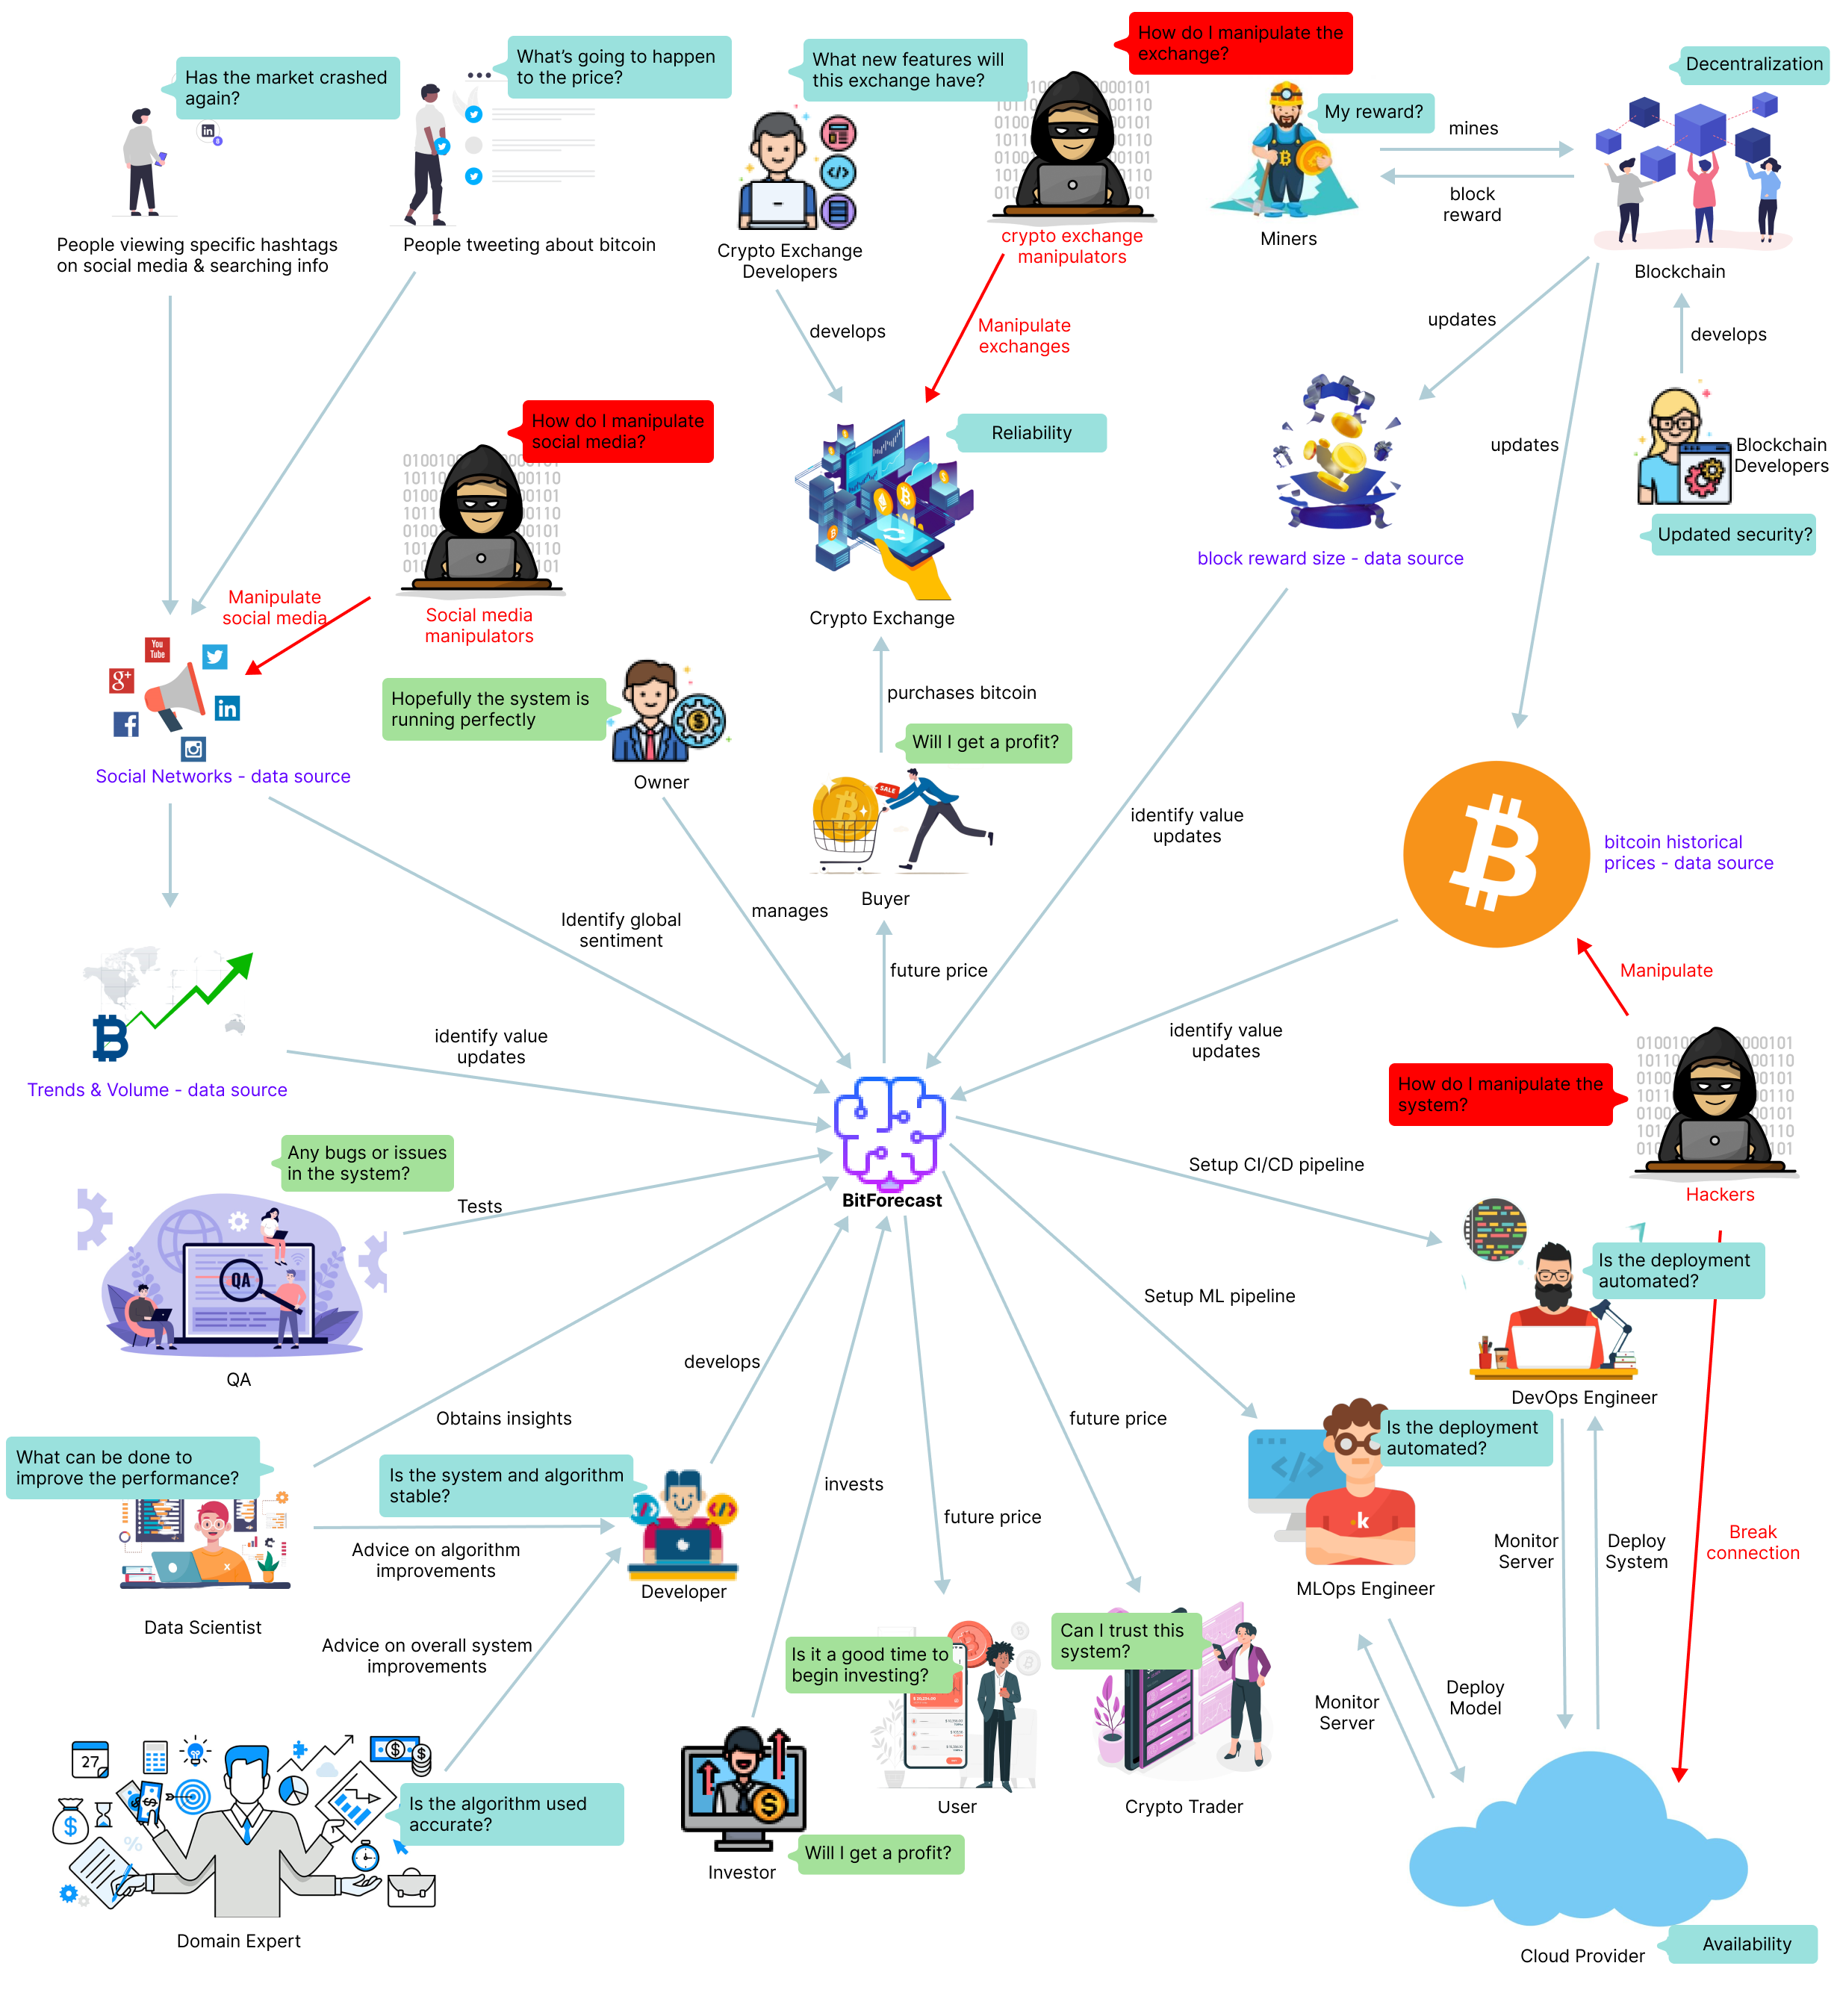 How do I manipulate the
exchange?
What's going to happen
to the price?
What new features will
this exchange have?
Has the market crashed
again?
Decentralization
My reward?
mines
block
reward
People viewing specific hashtags
on social media & searching info
People tweeting about bitcoin
Crypto Exchange
Developers
crypto exchange
manipulators
Miners
Blockchain
develops
Manipulate
exchanges
updates
develops
How do I manipulate
social media?
Reliability
updates
Blockchain
Developers
Updated security?
block reward size - data source
Manipulate
social media
Social media
manipulators
Crypto Exchange
You
Tube
g+
in
f
Hopefully the system is
running perfectly
purchases bitcoin
Will I get a profit?
Social Networks - data source
Owner
SALE
identify value
updates
bitcoin historical
prices - data source
Identify global
sentiment
manages
Buyer
future price
Manipulate
identify value
updates
identify value
updates
Trends & Volume - data source
How do I manipulate the
system?
Any bugs or issues
in the system?
Tests
BitForecast
Setup CI/CD pipeline
Hackers
QA
Is the deployment
automated?
Setup ML pipeline
QA
develops
DevOps Engineer
Obtains insights
future price
Is the deployment
automated?
What can be done to
improve the performance?
Is the system and algorithm
stable?
invests
future price
k
Advice on algorithm
improvements
Developer
Monitor
Server
Deploy
System
Break
connection
MLOps Engineer
Data Scientist
Advice on overall system
improvements
Is it a good time to
begin investing?
Can I trust this
system?
Monitor
Server
Deploy
Model
27
Is the algorithm used
accurate?
User
Crypto Trader
Investor
Will I get a profit?
Domain Expert
Cloud Provider
Availability